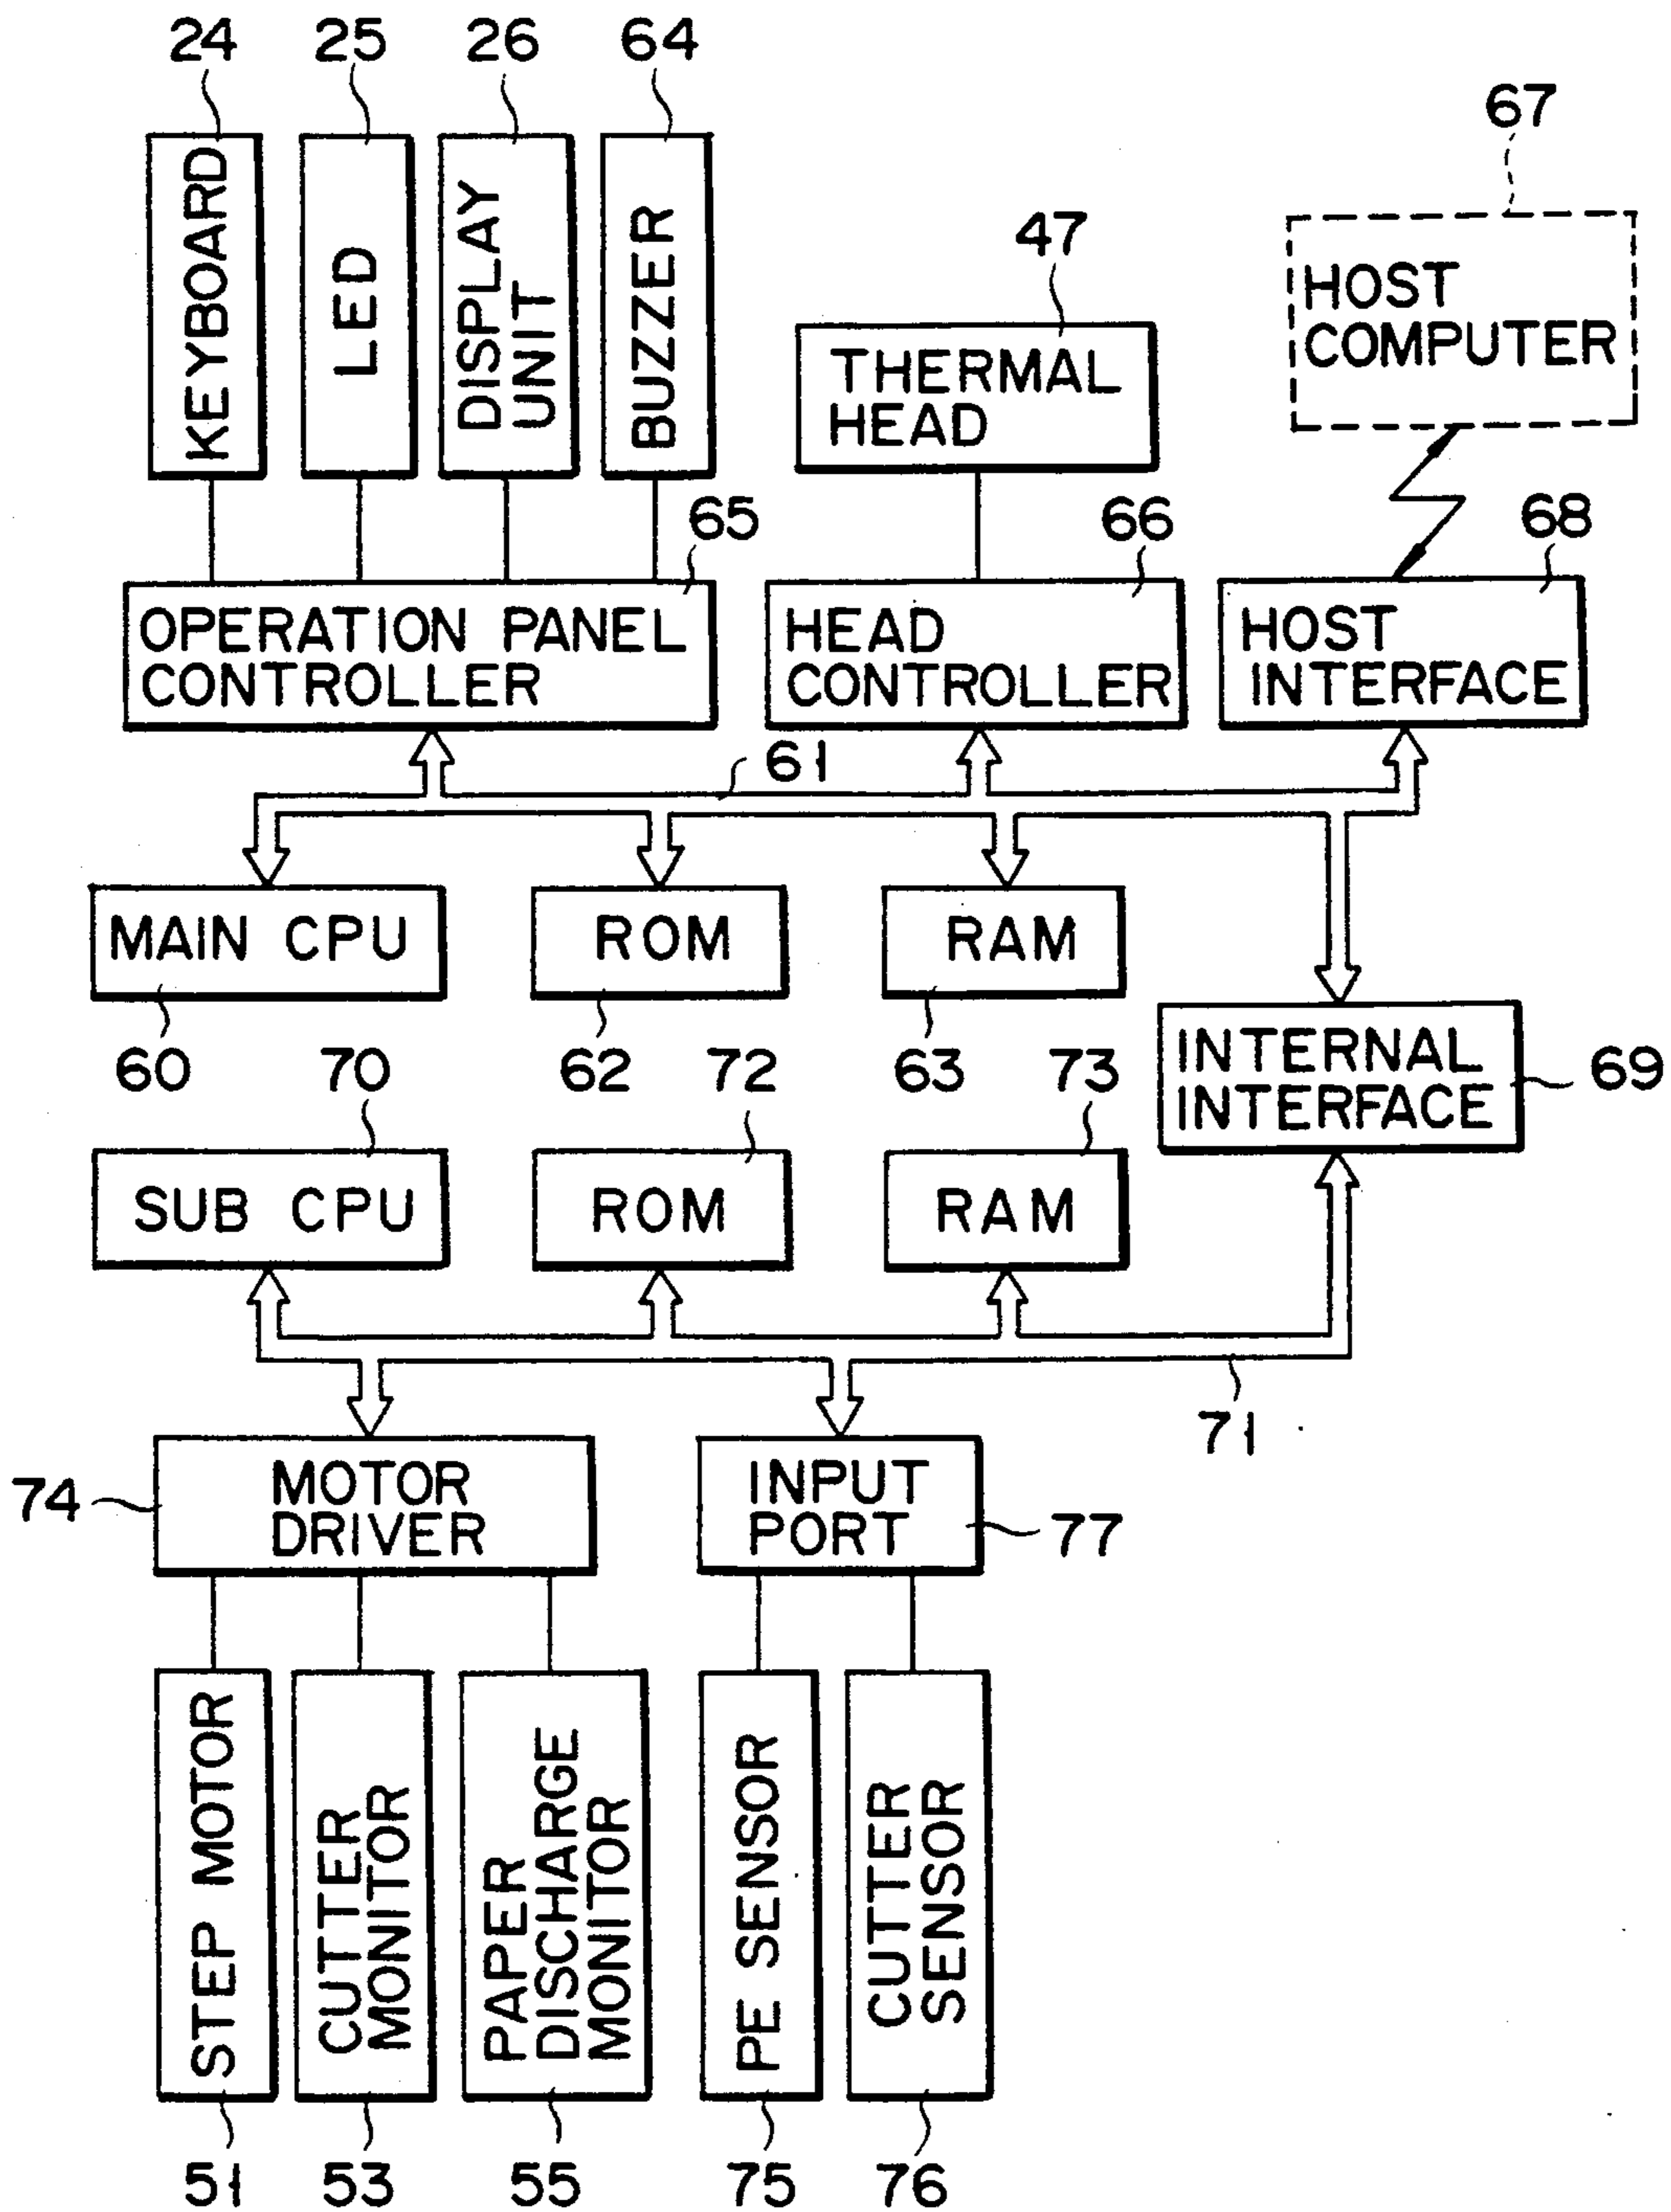 24
25
26
64
67
47
KEYBOARD
LED
DISPLAY
UNIT
BUZZER
THERMAL
HEAD
HOST
COMPUTER
65
66
68
OPERATION PANEL
CONTROLLER
HEAD
CONTROLLER
HOST
INTERFACE
61
MAIN CPU
ROM
RAM
60
62
63
INTERNAL
INTERFACE
69
70
72
73
SUB CPU
ROM
RAM
71
74
MOTOR
DRIVER
INPUT
PORT
77
STEP MOTOR
CUTTER
MONITOR
PAPER
DISCHARGE
MONITOR
PE SENSOR
CUTTER
SENSOR
51
53
55
75
76